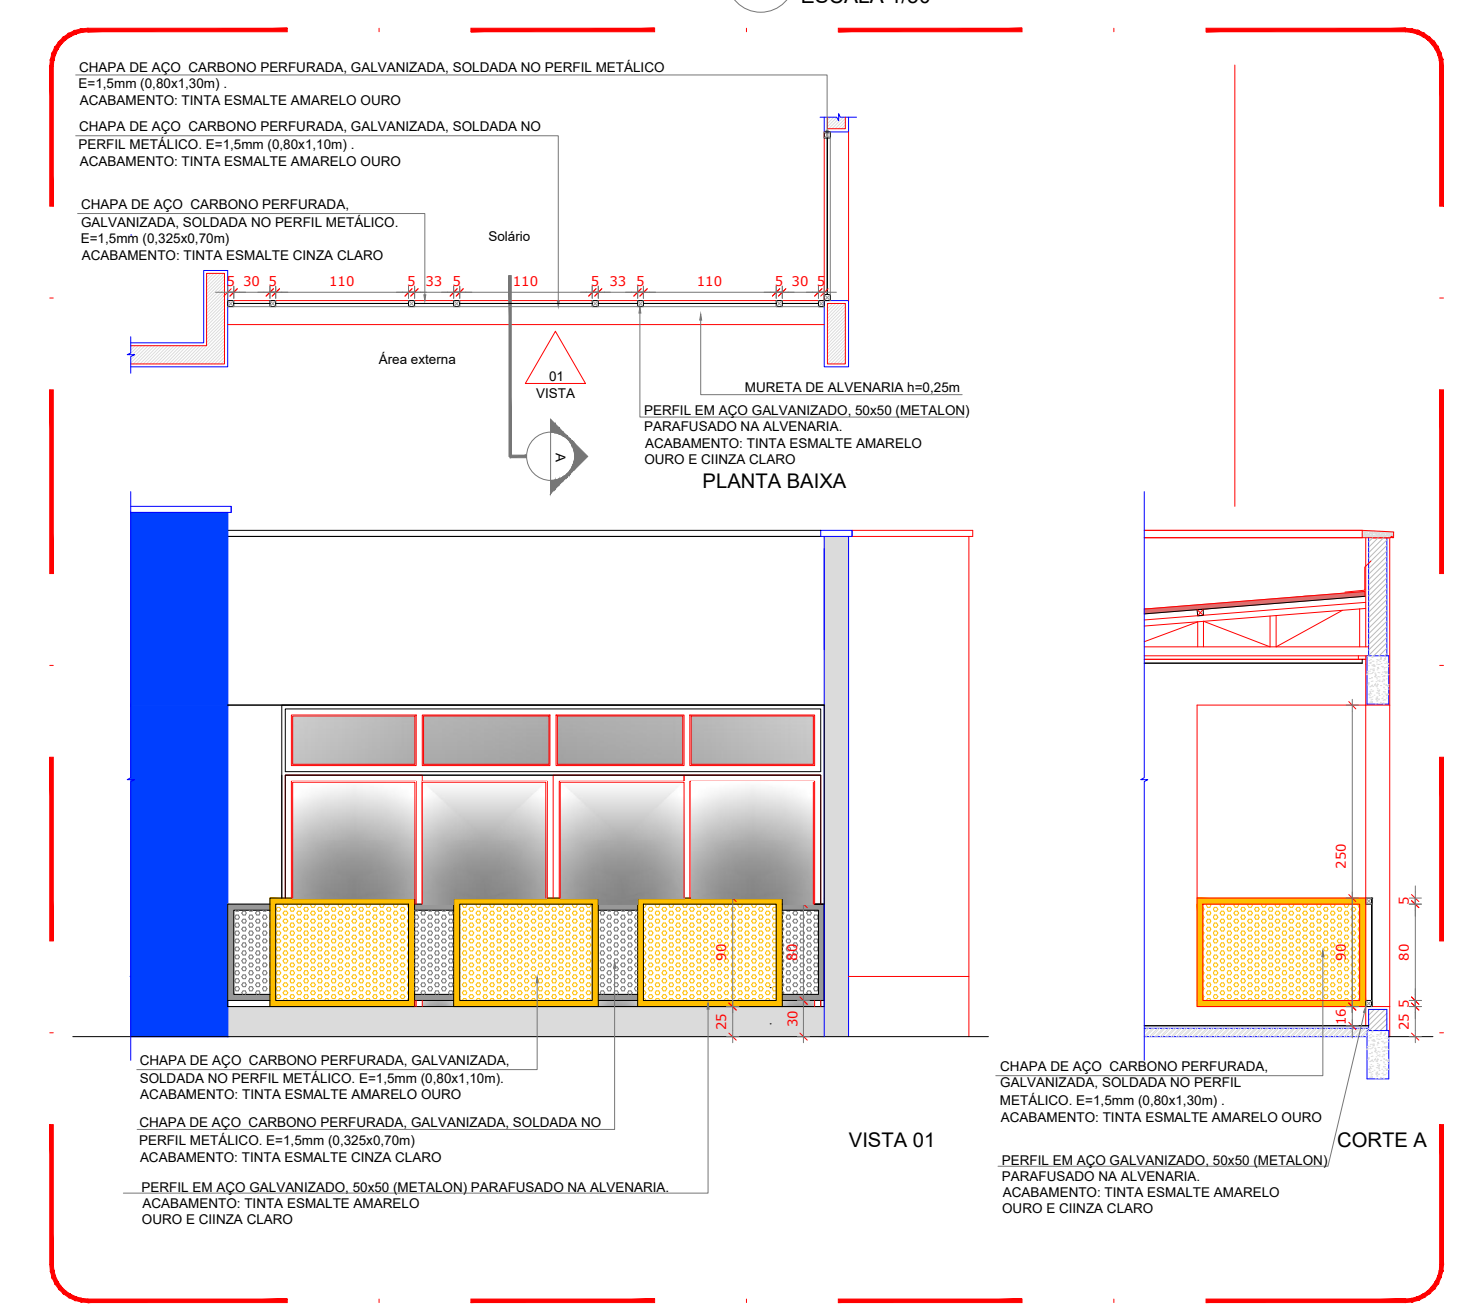 CHAPA DE AÇO CARBONO PERFURADA, GALVANIZADA, SOLDADA NO PERFIL METÁLICO
E=1,5mm (0,80x1,30m) .
ACABAMENTO: TINTA ESMALTE AMARELO OURO
CHAPA DE AÇO CARBONO PERFURADA, GALVANIZADA, SOLDADA NO
PERFIL METÁLICO. E=1,5mm (0,80x1,10m) .
ACABAMENTO: TINTA ESMALTE AMARELO OURO
CHAPA DE AÇO CARBONO PERFURADA,
GALVANIZADA, SOLDADA NO PERFIL METÁLICO.
E=1,5mm (0,325x0,70m)
ACABAMENTO: TINTA ESMALTE CINZA CLARO
Solário
5 30 5 110 5 33 5 110 5 33 5 110 5 30 5
Área externa
01
VISTA
A
MURETA DE ALVENARIA h=0,25m
PERFIL EM AÇO GALVANIZADO, 50x50 (METALON)
PARAFUSADO NA ALVENARIA.
ACABAMENTO: TINTA ESMALTE AMARELO
OURO E CIINZA CLARO
PLANTA BAIXA
90
80
25
30
250
5
90
80
5
16
25
CHAPA DE AÇO CARBONO PERFURADA, GALVANIZADA,
SOLDADA NO PERFIL METÁLICO. E=1,5mm (0,80x1,10m).
ACABAMENTO: TINTA ESMALTE AMARELO OURO
CHAPA DE AÇO CARBONO PERFURADA, GALVANIZADA, SOLDADA NO
PERFIL METÁLICO. E=1,5mm (0,325x0,70m)
ACABAMENTO: TINTA ESMALTE CINZA CLARO
PERFIL EM AÇO GALVANIZADO, 50x50 (METALON) PARAFUSADO NA ALVENARIA.
ACABAMENTO: TINTA ESMALTE AMARELO
OURO E CIINZA CLARO
VISTA 01
CHAPA DE AÇO CARBONO PERFURADA,
GALVANIZADA, SOLDADA NO PERFIL
METÁLICO. E=1,5mm (0,80x1,30m) .
ACABAMENTO: TINTA ESMALTE AMARELO OURO
CORTE A
PERFIL EM AÇO GALVANIZADO, 50x50 (METALON)
PARAFUSADO NA ALVENARIA.
ACABAMENTO: TINTA ESMALTE AMARELO
OURO E CIINZA CLARO